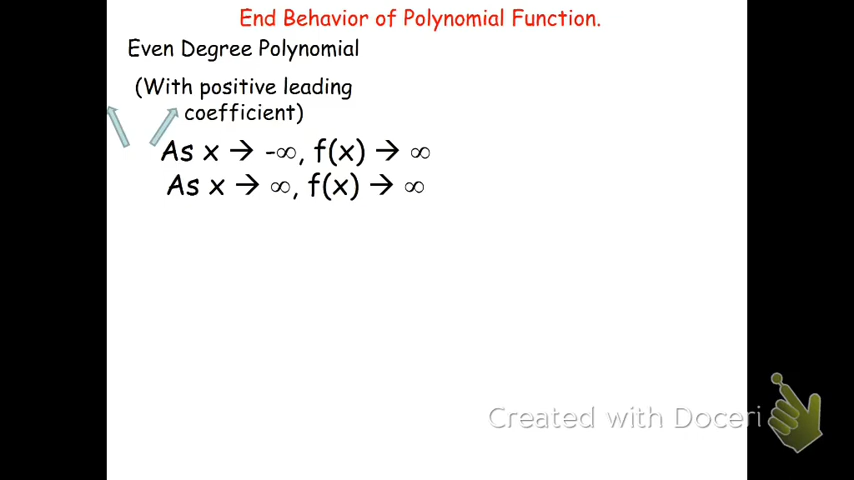 End Behavior of Polynomial Function.
Even Degree Polynomial
(With positive leading
coefficient)
As x → -∞, f(x) → ∞
As x → ∞, f(x) → ∞
Created with Doceri